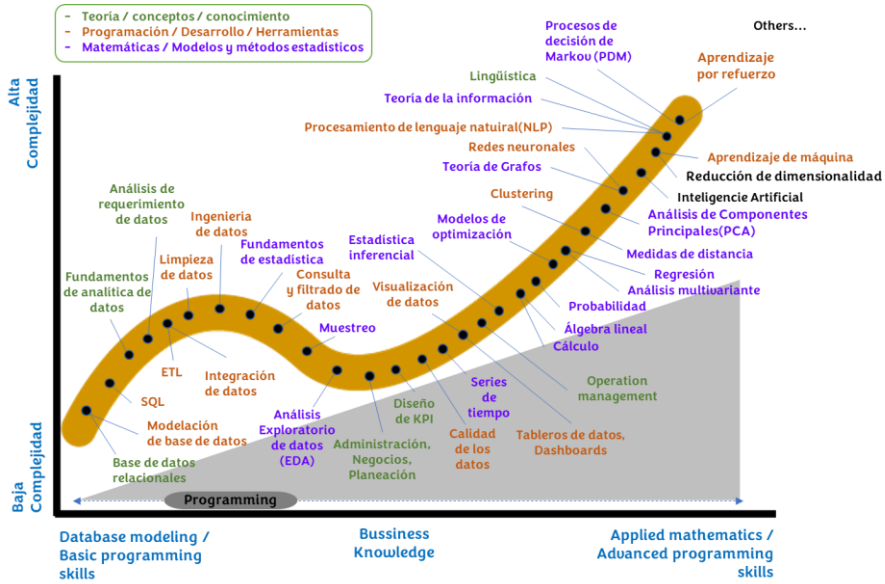 - Teoría / conceptos / conocimiento
- Programación / Desarrollo / Herramientas
- Matemáticas / Modelos y métodos estadísticos
Alta
Complejidad
Baja
Complejidad
Others...
Procesos de
decisión de
Markov (PDM)
Aprendizaje
por refuerzo
Lingüística
Teoría de la información
Procesamiento de lenguaje natuiral(NLP)
Redes neuronales
Aprendizaje de máquina
Teoría de Grafos
Reducción de dimensionalidad
Inteligencie Artificial
Clustering
Análisis de Componentes
Principales(PCA)
Modelos de
optimización
Medidas de distancia
Regresión
Análisis multivariante
Probabilidad
Álgebra lineal
Cálculo
Estadística
inferencial
Visualización
de datos
Análisis de
requerimiento
de datos
Ingeniería
de datos
Fundamentos
de estadística
Limpieza
de datos
Consulta
y filtrado de
datos
Fundamentos
de analítica de
datos
Muestreo
ETL
Integración
de datos
SQL
Modelación
de base de datos
Base de datos
relacionales
Análisis
Exploratorio
de datos
(EDA)
Administración,
Negocios,
Planeación
Diseño
de KPI
Series
de
tiempo
Calidad
de los
datos
Operation
management
Tableros de datos,
Dashboards
Programming
Database modeling /
Basic programming
skills
Bussiness
Knowledge
Applied mathematics /
Advanced programming
skills